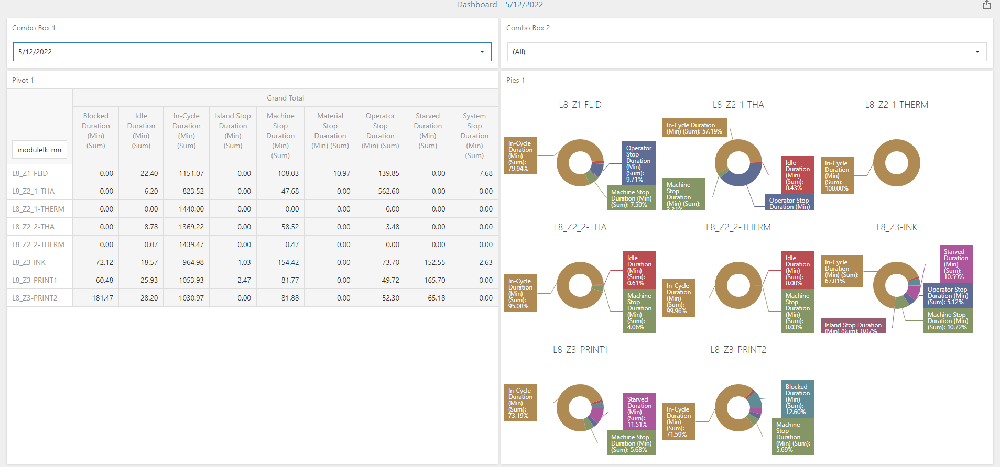 Dashboard 5/12/2022
Combo Box 1
5/12/2022
Combo Box 2
(All)
Pivot 1
Grand Total
modulelk_nm
Blocked
Duration
(Min)
(Sum)
Idle
Duration
(Min)
(Sum)
In-Cycle
Duration
(Min)
(Sum)
Island Stop
Duration
(Min)
(Sum)
Machine
Stop
Duration
(Min)
(Sum)
Material
Stop
Duaration
(Min) (Sum)
Operator
Stop
Duration
(Min) (Sum)
Starved
Duration
(Min)
(Sum)
System
Stop
Duration
(Min)
(Sum)
L8_Z1-FLID 0.00 22.40 1151.07 0.00 108.03 10.97 139.85 0.00 7.68
L8_Z2_1-THA 0.00 6.20 823.52 0.00 47.68 0.00 562.60 0.00 0.00
L8_Z2_1-THERM 0.00 0.00 1440.00 0.00 0.00 0.00 0.00 0.00 0.00
L8_Z2_2-THA 0.00 8.78 1369.22 0.00 58.52 0.00 3.48 0.00 0.00
L8_Z2_2-THERM 0.00 0.07 1439.47 0.00 0.47 0.00 0.00 0.00 0.00
L8_Z3-INK 72.12 18.57 964.98 1.03 154.42 0.00 73.70 152.55 2.63
L8_Z3-PRINT1 60.48 25.93 1053.93 2.47 81.77 0.00 49.72 165.70 0.00
L8_Z3-PRINT2 181.47 28.20 1030.97 0.00 81.88 0.00 52.30 65.18 0.00
Pies 1
L8_Z1-FLID
In-Cycle
Duration
(Min)
(Sum):
79.94%
Operator
Stop
Duration
(Min)
(Sum):
9.71%
Machine Stop
Duration (Min)
(Sum): 7.50%
L8_Z2_1-THA
In-Cycle Duration
(Min) (Sum): 57.19%
Idle
Duration
(Min)
(Sum):
0.43%
Machine
Stop
Duration
(Min) (Sum):
3.31%
Operator Stop
Duration (Min)
L8_Z2_1-THERM
In-Cycle
Duration
(Min)
(Sum):
100.00%
L8_Z2_2-THA
In-Cycle
Duration
(Min)
(Sum):
95.08%
Idle
Duration
(Min)
(Sum):
0.61%
Machine
Stop
Duration
(Min)
(Sum):
4.06%
L8_Z2_2-THERM
In-Cycle
Duration
(Min)
(Sum):
99.96%
Idle
Duration
(Min)
(Sum):
0.00%
Machine
Stop
Duration
(Min)
(Sum):
0.03%
L8_Z3-INK
In-Cycle
Duration
(Min) (Sum):
67.01%
Starved
Duration
(Min)
(Sum):
10.59%
Operator Stop
Duration (Min)
(Sum): 5.12%
Machine Stop
Duration (Min)
(Sum): 10.72%
Island Stop Duration
(Min) (Sum): 0.07%
L8_Z3-PRINT1
In-Cycle
Duration
(Min)
(Sum):
73.19%
Starved
Duration
(Min)
(Sum):
11.51%
Machine Stop
Duration (Min)
(Sum): 5.68%
L8_Z3-PRINT2
In-Cycle
Duration
(Min)
(Sum):
71.59%
Blocked
Duration
(Min)
(Sum):
12.60%
Machine
Stop
Duration
(Min) (Sum):
5.69%